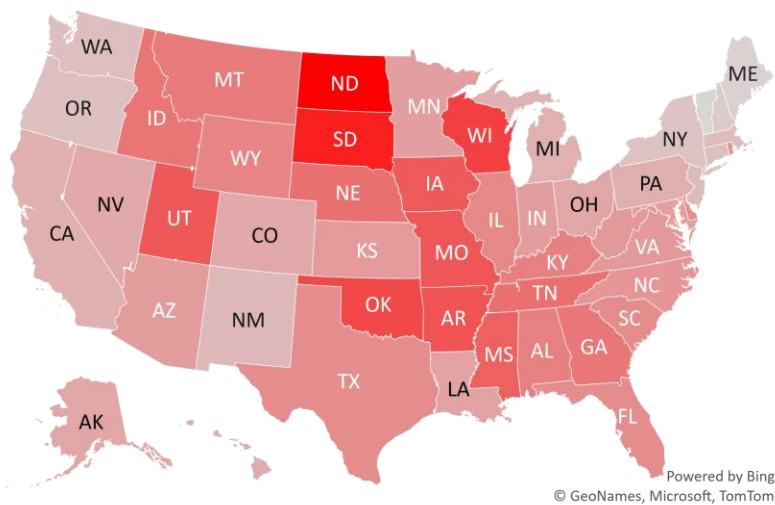 WA
ME
MT
ND
MN
OR
ID
SD
WI
NY
MI
WY
PA
IA
NE
OH
NV
UT
IL
IN
CO
CA
KS
MO
VA
KY
NC
TN
OK
AZ
NM
AR
SC
MS
AL
GA
TX
LA
FL
AK
Powered by Bing
© GeoNames, Microsoft, TomTom